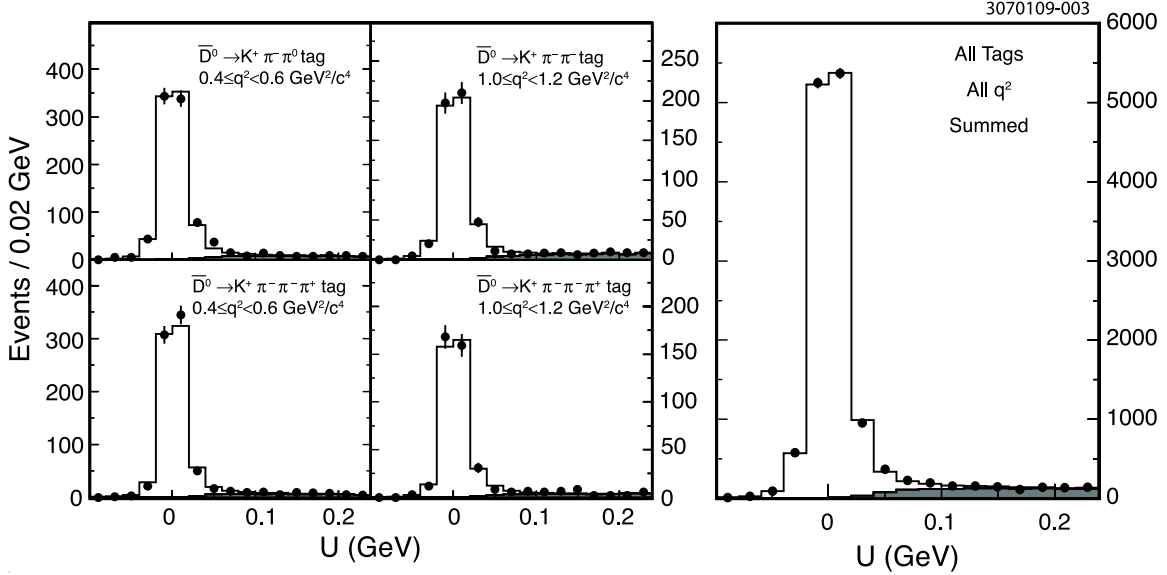 3070109-003
Events / 0.02 GeV
D̅⁰ →K⁺ π⁻ π⁰ tag
0.4≤q²<0.6 GeV²/c⁴
400
300
200
100
0
D̅⁰ →K⁺ π⁻ π⁻ tag
1.0≤q²<1.2 GeV²/c⁴
250
200
150
100
50
0
D̅⁰ →K⁺ π⁻ π⁻ π⁺ tag
0.4≤q²<0.6 GeV²/c⁴
400
300
200
100
0
0 0.1 0.2
D̅⁰ →K⁺ π⁻ π⁻ π⁺ tag
1.0≤q²<1.2 GeV²/c⁴
200
150
100
50
0
0 0.1 0.2
U (GeV)
All Tags
All q²
Summed
6000
5000
4000
3000
2000
1000
0
0 0.1 0.2
U (GeV)